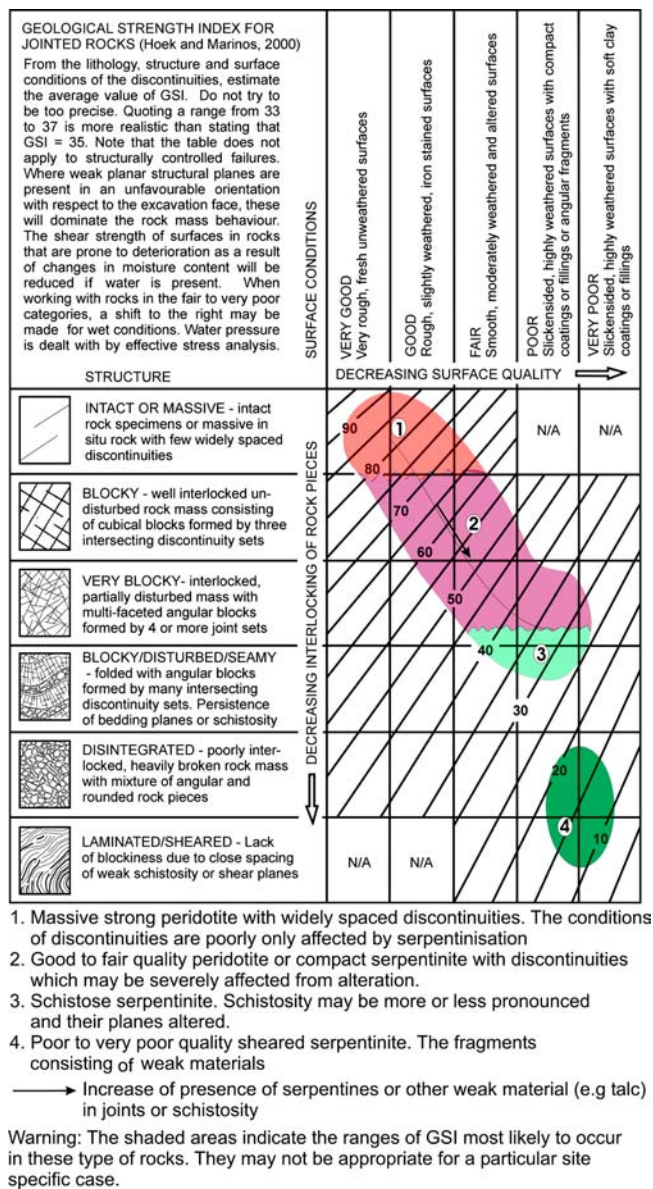 GEOLOGICAL STRENGTH INDEX FOR
JOINTED ROCKS (Hoek and Marinos, 2000)
From the lithology, structure and surface
conditions of the discontinuities, estimate
the average value of GSI. Do not try to
be too precise. Quoting a range from 33
to 37 is more realistic than stating that
GSI = 35. Note that the table does not
apply to structurally controlled failures.
Where weak planar structural planes are
present in an unfavourable orientation
with respect to the excavation face, these
will dominate the rock mass behaviour.
The shear strength of surfaces in rocks
that are prone to deterioration as a
result of changes in moisture content will be
reduced if water is present. When
working with rocks in the fair to very poor
categories, a shift to the right may be
made for wet conditions. Water pressure
is dealt with by effective stress analysis.
SURFACE CONDITIONS
VERY GOOD
Very rough, fresh unweathered surfaces
GOOD
Rough, slightly weathered, iron stained surfaces
FAIR
Smooth, moderately weathered and altered surfaces
POOR
Slickensided, highly weathered surfaces with compact
coatings or fillings or angular fragments
VERY POOR
Slickensided, highly weathered surfaces with soft clay
coatings or fillings
STRUCTURE
DECREASING SURFACE QUALITY
DECREASING INTERLOCKING OF ROCK PIECES
INTACT OR MASSIVE - intact
rock specimens or massive in
situ rock with few widely spaced
discontinuities
90
1
N/A
N/A
80
BLOCKY - well interlocked un-
disturbed rock mass consisting
of cubical blocks formed by three
intersecting discontinuity sets
70
2
60
VERY BLOCKY- interlocked,
partially disturbed mass with
multi-faceted angular blocks
formed by 4 or more joint sets
50
40
3
BLOCKY/DISTURBED/SEAMY
- folded with angular blocks
formed by many intersecting
discontinuity sets. Persistence
of bedding planes or schistosity
30
DISINTEGRATED - poorly inter-
locked, heavily broken rock mass
with mixture of angular and
rounded rock pieces
20
4
LAMINATED/SHEARED - Lack
of blockiness due to close spacing
of weak schistosity or shear planes
N/A
N/A
10
1. Massive strong peridotite with widely spaced discontinuities. The conditions
of discontinuities are poorly only affected by serpentinisation
2. Good to fair quality peridotite or compact serpentinite with discontinuities
which may be severely affected from alteration.
3. Schistose serpentinite. Schistosity may be more or less pronounced
and their planes altered.
4. Poor to very poor quality sheared serpentinite. The fragments
consisting of weak materials
Increase of presence of serpentines or other weak material (e.g talc)
in joints or schistosity
Warning: The shaded areas indicate the ranges of GSI most likely to occur
in these type of rocks. They may not be appropriate for a particular site
specific case.